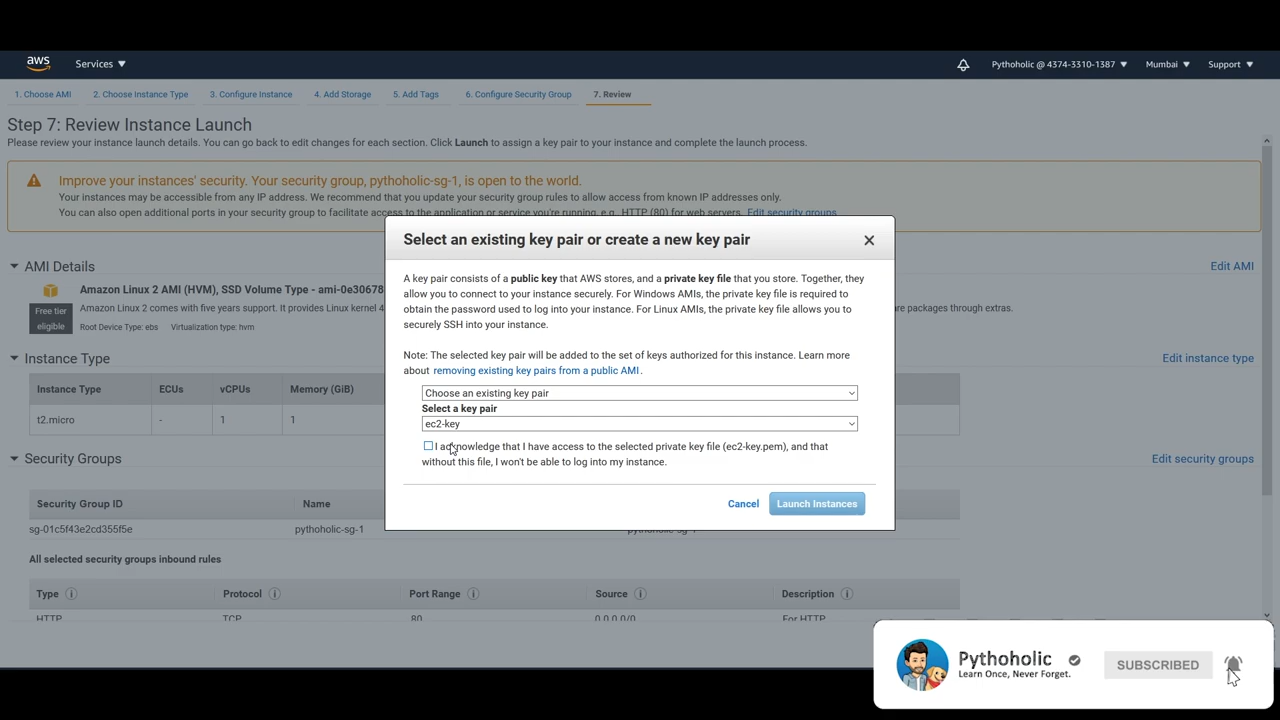 aws
Services
Pythoholic @ 4374-3310-1387
Mumbai
Support
1. Choose AMI
2. Choose Instance Type
3. Configure Instance
4. Add Storage
5. Add Tags
6. Configure Security Group
7. Review
Step 7: Review Instance Launch
Please review your instance launch details. You can go back to edit changes for each section. Click Launch to assign a key pair to your instance and complete the launch process.
Improve your instances' security. Your security group, pythoholic-sg-1, is open to the world.
Your instances may be accessible from any IP address. We recommend that you update your security group rules to allow access from known IP addresses only.
You can also open additional ports in your security group to facilitate access to the application or service you're running, e.g., HTTP (80) for web servers. Edit security groups
Select an existing key pair or create a new key pair
A key pair consists of a public key that AWS stores, and a private key file that you store. Together, they
allow you to connect to your instance securely. For Windows AMIs, the private key file is required to
obtain the password used to log into your instance. For Linux AMIs, the private key file allows you to
securely SSH into your instance.
Note: The selected key pair will be added to the set of keys authorized for this instance. Learn more
about removing existing key pairs from a public AMI.
Choose an existing key pair
Select a key pair
ec2-key
I acknowledge that I have access to the selected private key file (ec2-key.pem), and that
without this file, I won't be able to log into my instance.
Cancel
Launch Instances
AMI Details
Edit AMI
Amazon Linux 2 AMI (HVM), SSD Volume Type - ami-0e30678
Free tier
eligible
Amazon Linux 2 comes with five years support. It provides Linux kernel 4
packages through extras.
Root Device Type: ebs
Virtualization type: hvm
Instance Type
Edit instance type
Instance Type
ECUs
vCPUs
Memory (GiB)
t2.micro
-
1
1
Security Groups
Edit security groups
Security Group ID
Name
sg-01c5f43e2cd355f5e
pythoholic-sg-1
pythoholic-sg-1
All selected security groups inbound rules
Type
Protocol
Port Range
Source
Description
HTTP
TCP
80
0.0.0.0/0
For HTTP
Pythoholic
Learn Once, Never Forget.
SUBSCRIBED